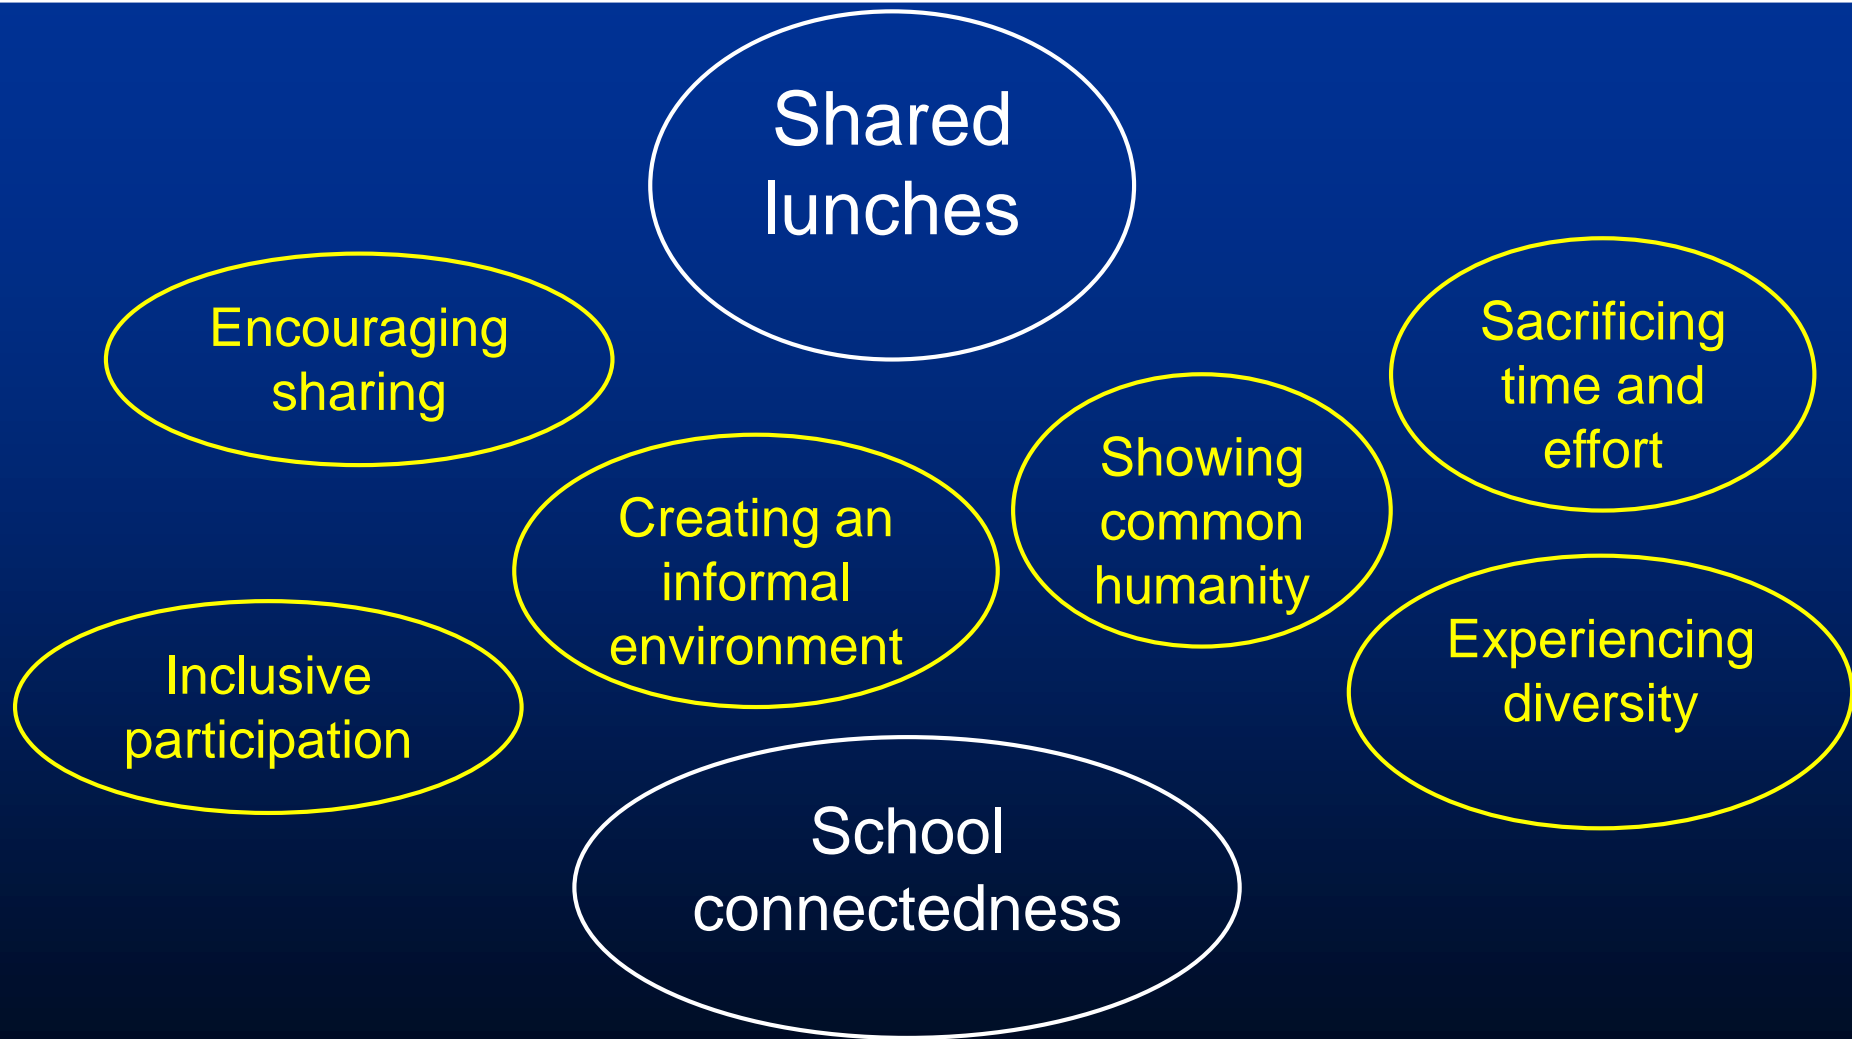 Shared
lunches
Encouraging
sharing
Sacrificing
time and
effort
Showing
common
humanity
Creating an
informal
environment
Inclusive
participation
Experiencing
diversity
School
connectedness